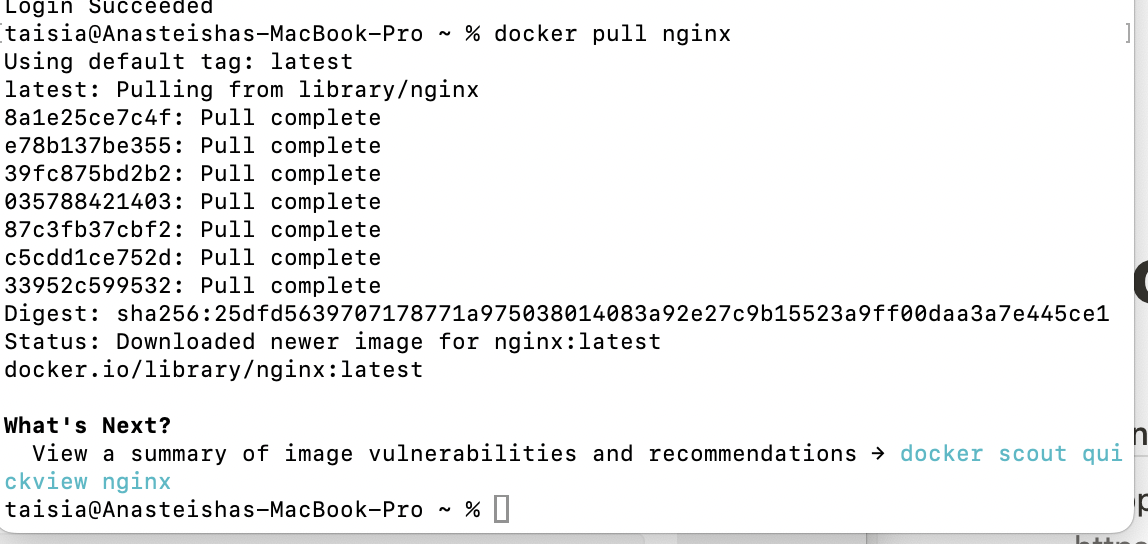 Login Succeeded
[taisia@Anasteishas-MacBook-Pro ~ % docker pull nginx ]
Using default tag: latest
latest: Pulling from library/nginx
8a1e25ce7c4f: Pull complete
e78b137be355: Pull complete
39fc875bd2b2: Pull complete
035788421403: Pull complete
87c3fb37cbf2: Pull complete
c5cdd1ce752d: Pull complete
33952c599532: Pull complete
Digest: sha256:25dfd5639707178771a975038014083a92e27c9b15523a9ff00daa3a7e445ce1
Status: Downloaded newer image for nginx:latest
docker.io/library/nginx:latest
What's Next?
View a summary of image vulnerabilities and recommendations → docker scout qui
ckview nginx
taisia@Anasteishas-MacBook-Pro ~ %